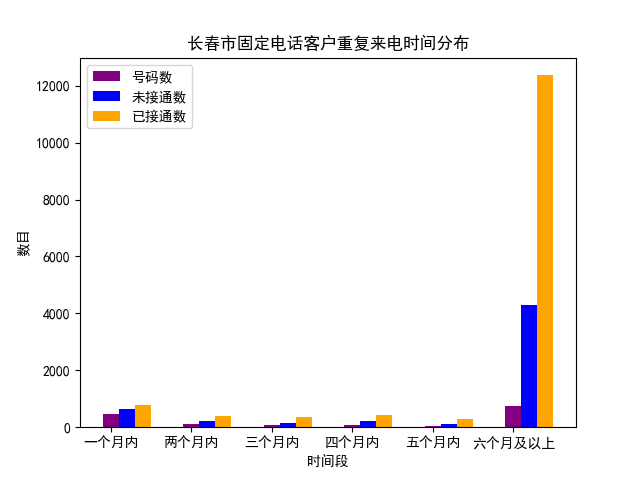 长春市固定电话客户重复来电时间分布
号码数
未接通数
已接通数
数目
12000
10000
8000
6000
4000
2000
0
一个月内 两个月内 三个月内 四个月内 五个月内 六个月及以上
时间段